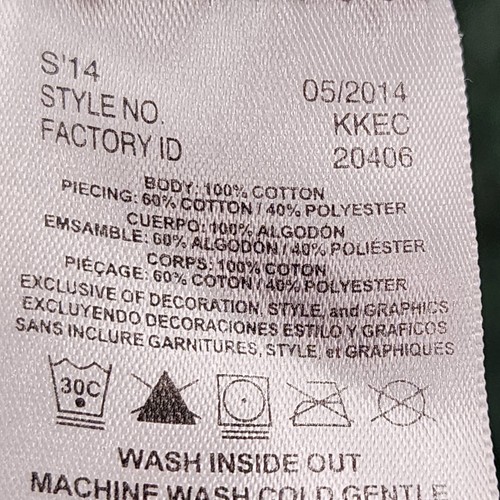 S'14 05/2014
STYLE NO. KKEC
FACTORY ID 20406
BODY: 100% COTTON
PIECING: 60% COTTON / 40% POLYESTER
CUERPO: 100% ALGODÓN
EMSAMBLE: 60% ALGODÓN / 40% POLIÉSTER
CORPS: 100% COTON
PIÉÇAGE: 60% COTON / 40% POLYESTER
EXCLUSIVE OF DECORATION, STYLE, and GRAPHICS
EXCLUYENDO DECORACIONES ESTILO Y GRAFICOS
SANS INCLURE GARNITURES, STYLE, et GRAPHIQUES
30C
WASH INSIDE OUT
MACHINE WASH COLD GENTLE